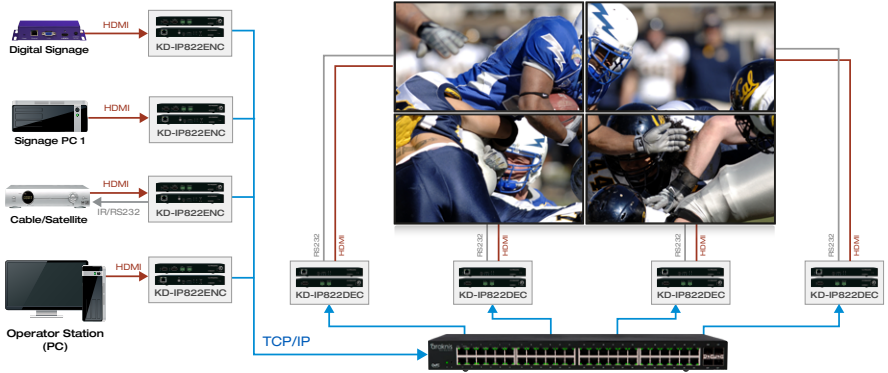 HDMI
Digital Signage
KD-IP822ENC
HDMI
Signage PC 1
KD-IP822ENC
HDMI
IR/RS232
Cable/Satellite
KD-IP822ENC
HDMI
Operator Station
(PC)
KD-IP822ENC
TCP/IP
RS232
HDMI
KD-IP822DEC
RS232
HDMI
KD-IP822DEC
RS232
HDMI
KD-IP822DEC
RS232
HDMI
KD-IP822DEC
Cal